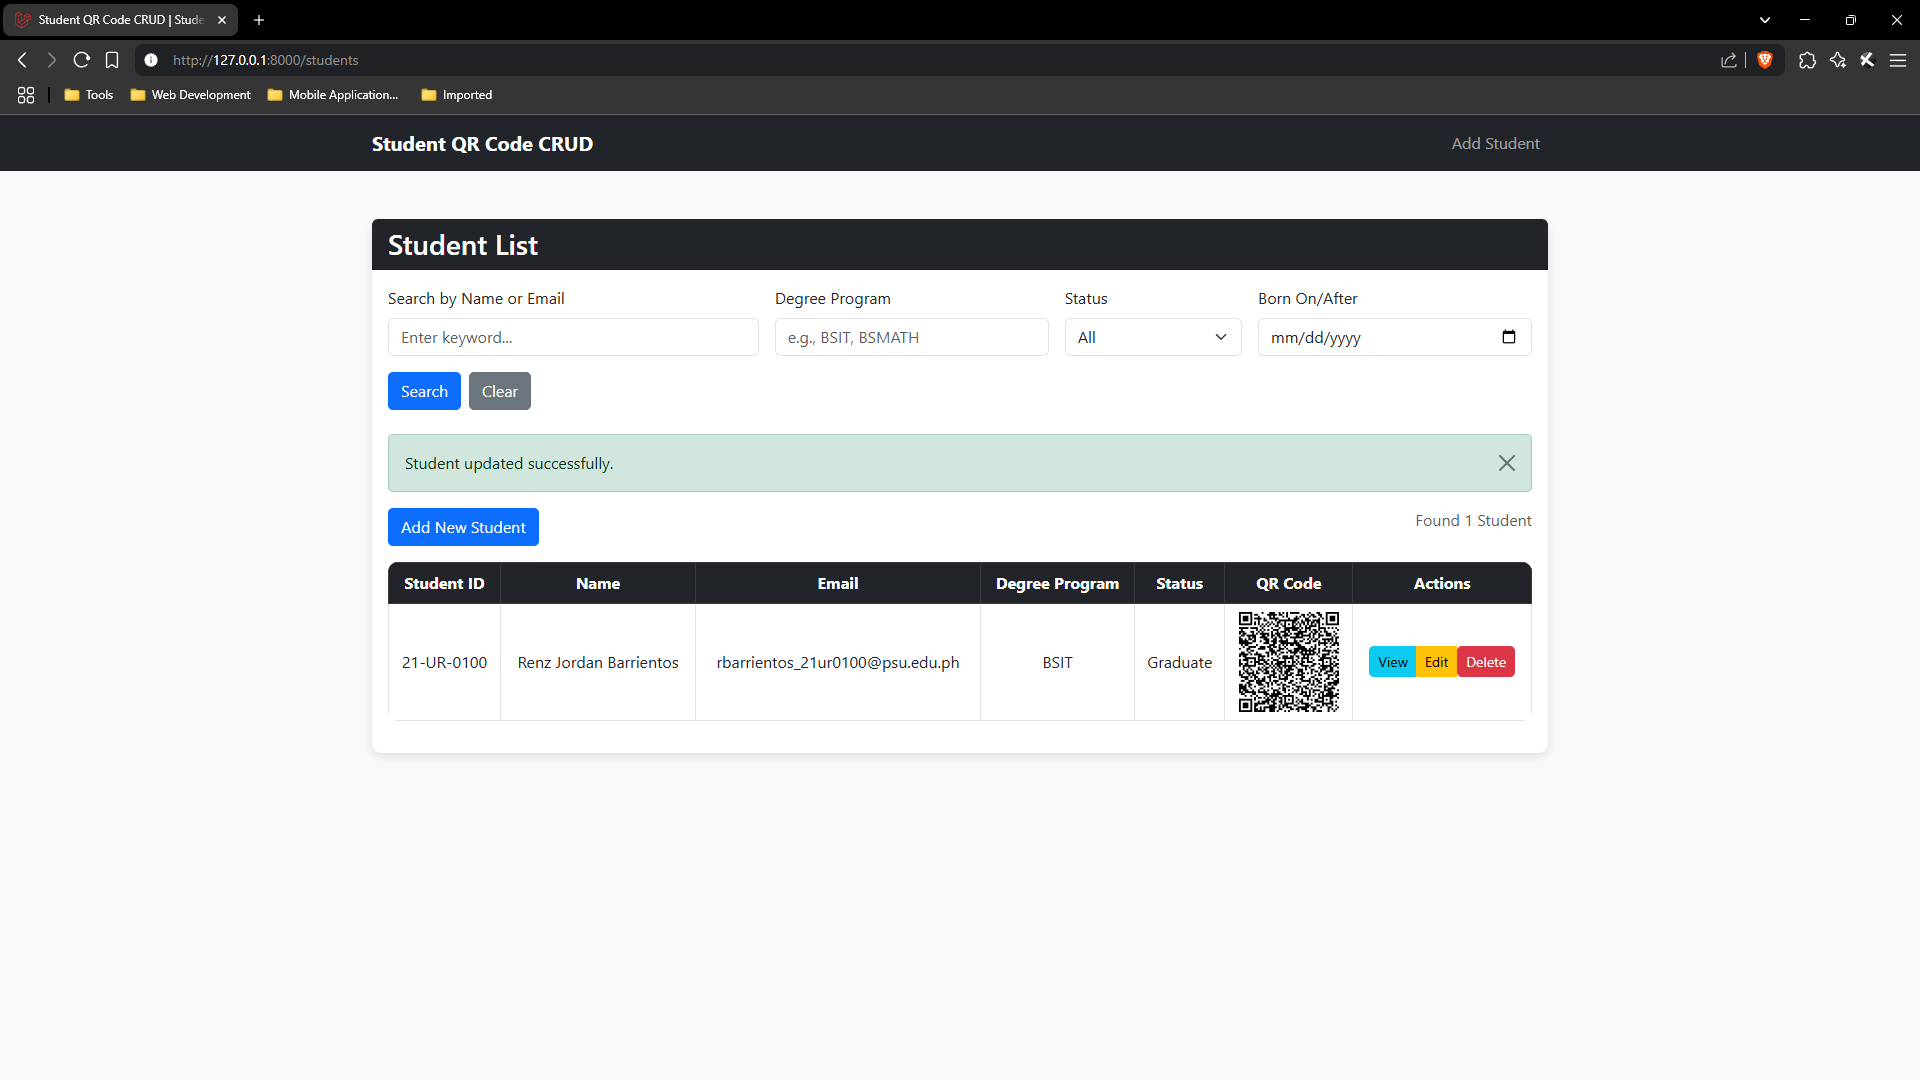 Student QR Code CRUD | Stude
http://127.0.0.1:8000/students
Tools
Web Development
Mobile Application...
Imported
Student QR Code CRUD
Add Student
Student List
Search by Name or Email
Degree Program
Status
Born On/After
Enter keyword...
e.g., BSIT, BSMATH
All
mm/dd/yyyy
Search
Clear
Student updated successfully.
Add New Student
Found 1 Student
Student ID
Name
Email
Degree Program
Status
QR Code
Actions
21-UR-0100
Renz Jordan Barrientos
rbarrientos_21ur0100@psu.edu.ph
BSIT
Graduate
View
Edit
Delete